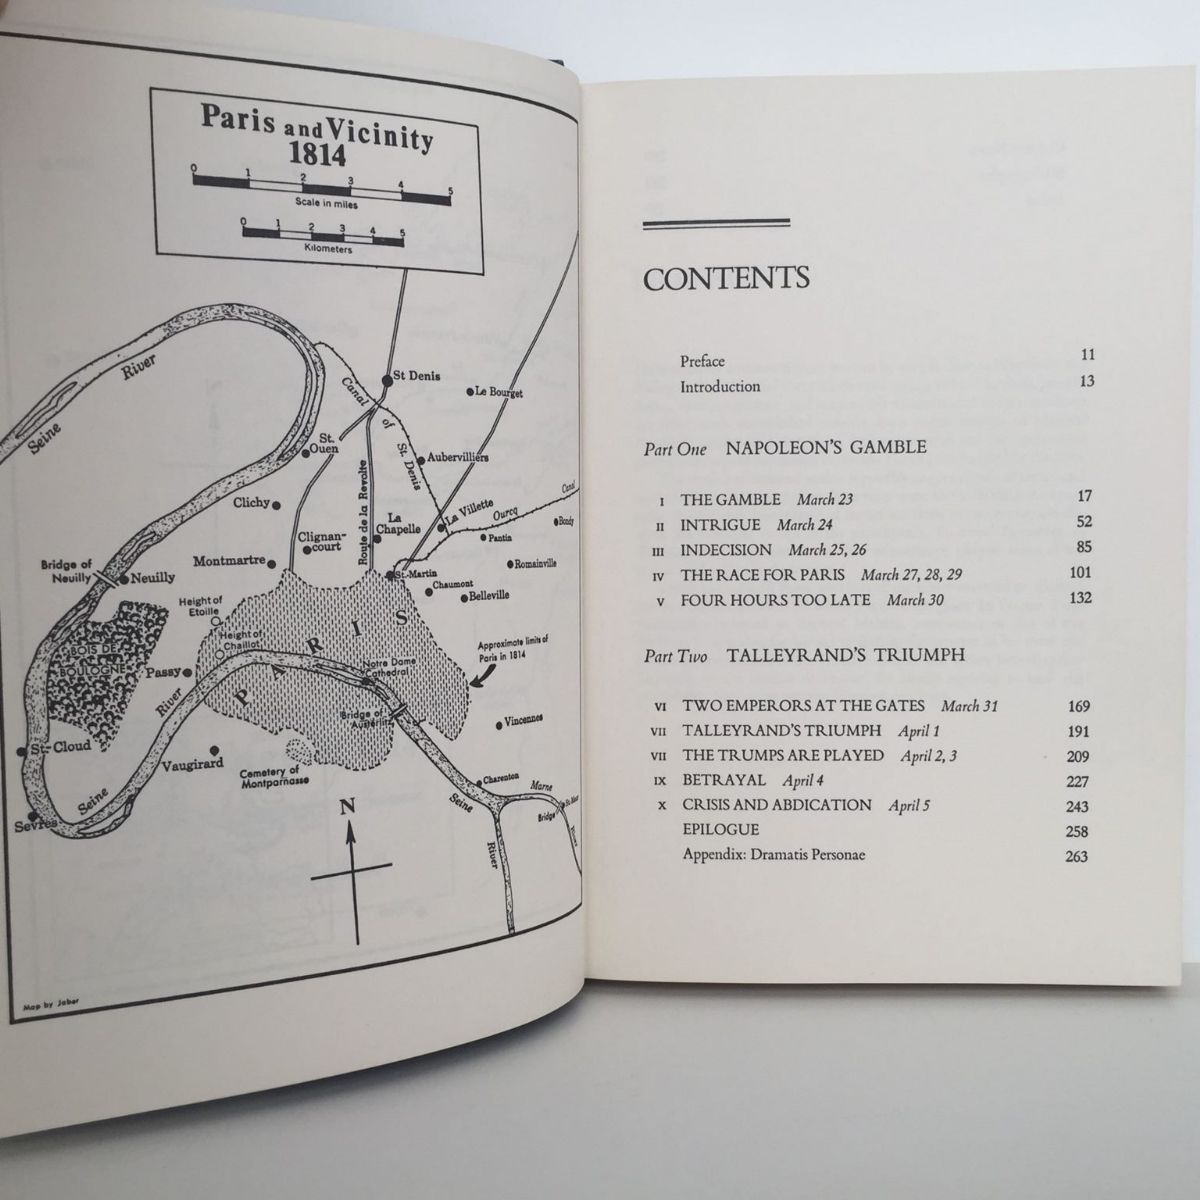 Paris and Vicinity
1814
0 1 2 3 4 5
Scale in miles
0 1 2 3 4 5
Kilometers
River
Seine
St Denis
Le Bourget
Canal of St. Denis
St. Ouen
Aubervilliers
Route de la Revolte
Clichy
La Villette
Canal
Ourcq
La Chapelle
Bondy
Clignan-
court
Pantin
Montmartre
Bridge of
Neuilly
Neuilly
St.-Martin
Romainville
Chaumont
Belleville
Height of
Etoille
Height of
Chaillot
PARIS
Approximate limits of
Paris in 1814
BOIS DE
BOULOGNE
Passy
Notre Dame
Cathedral
River
Bridge of
Austerlitz
Vincennes
St.-Cloud
Vaugirard
Cemetery of
Montparnasse
Charenton
Marne
Seine
Seine
Bridge
Sevres
N
River
Map by Jaber
CONTENTS
Preface 11
Introduction 13
Part One NAPOLEON'S GAMBLE
I THE GAMBLE March 23 17
II INTRIGUE March 24 52
III INDECISION March 25, 26 85
IV THE RACE FOR PARIS March 27, 28, 29 101
V FOUR HOURS TOO LATE March 30 132
Part Two TALLEYRAND'S TRIUMPH
VI TWO EMPERORS AT THE GATES March 31 169
VII TALLEYRAND'S TRIUMPH April 1 191
VII THE TRUMPS ARE PLAYED April 2, 3 209
IX BETRAYAL April 4 227
X CRISIS AND ABDICATION April 5 243
EPILOGUE 258
Appendix: Dramatis Personae 263